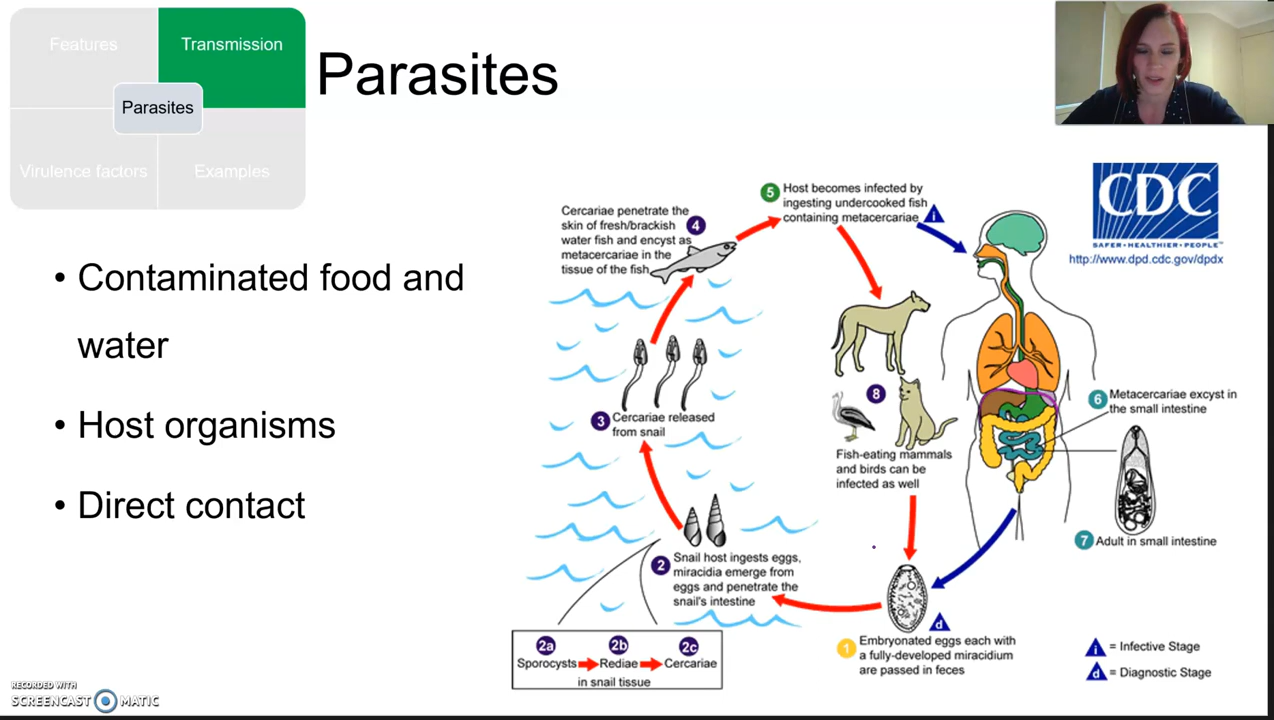 Features
Transmission
Parasites
Virulence factors
Examples
Parasites
• Contaminated food and
water
• Host organisms
• Direct contact
CDC
SAFER•HEALTHIER•PEOPLE™
http://www.dpd.cdc.gov/dpdx
5
Host becomes infected by
ingesting undercooked fish
containing metacercariae
i
Cercariae penetrate the
skin of fresh/brackish
water fish and encyst as
metacercariae in the
tissue of the fish
4
3
Cercariae released
from snail
8
Fish-eating mammals
and birds can be
infected as well
6
Metacercariae excyst in
the small intestine
7
Adult in small intestine
2
Snail host ingests eggs,
miracidia emerge from
eggs and penetrate the
snail's intestine
2a 2b 2c
Sporocysts Rediae Cercariae
in snail tissue
d
1
Embryonated eggs each with
a fully-developed miracidium
are passed in feces
i = Infective Stage
d = Diagnostic Stage
RECORDED WITH
SCREENCAST MATIC